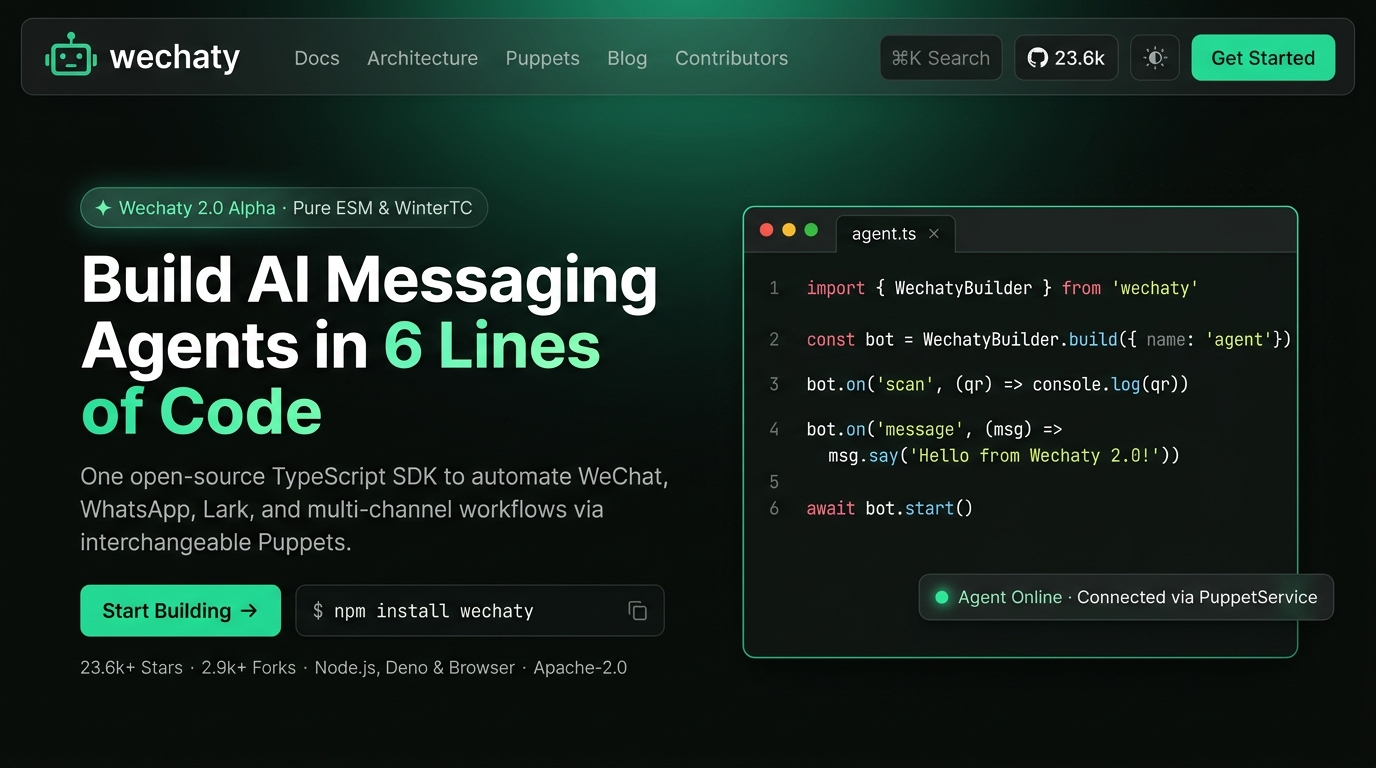 wechaty
Docs
Architecture
Puppets
Blog
Contributors
⌘K Search
23.6k
Get Started
✦ Wechaty 2.0 Alpha · Pure ESM & WinterTC
Build AI Messaging
Agents in 6 Lines
of Code
One open-source TypeScript SDK to automate WeChat,
WhatsApp, Lark, and multi-channel workflows via
interchangeable Puppets.
Start Building →
$ npm install wechaty
23.6k+ Stars · 2.9k+ Forks · Node.js, Deno & Browser · Apache-2.0
agent.ts ×
1 import { WechatyBuilder } from 'wechaty'
2 const bot = WechatyBuilder.build({ name: 'agent'})
3 bot.on('scan', (qr) => console.log(qr))
4 bot.on('message', (msg) =>
msg.say('Hello from Wechaty 2.0!'))
5
6 await bot.start()
Agent Online · Connected via PuppetService